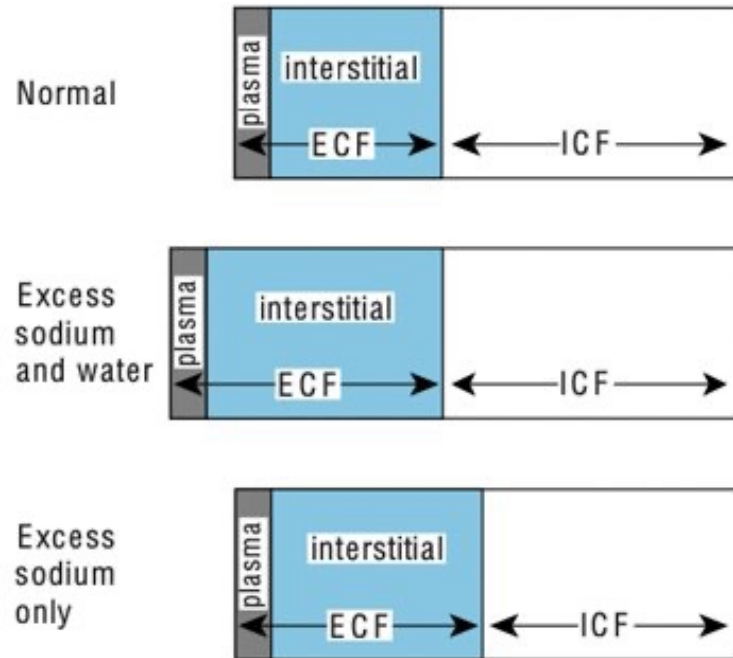 Normal
plasma
interstitial
ECF
ICF
Excess
sodium
and water
plasma
interstitial
ECF
ICF
Excess
sodium
only
plasma
interstitial
ECF
ICF